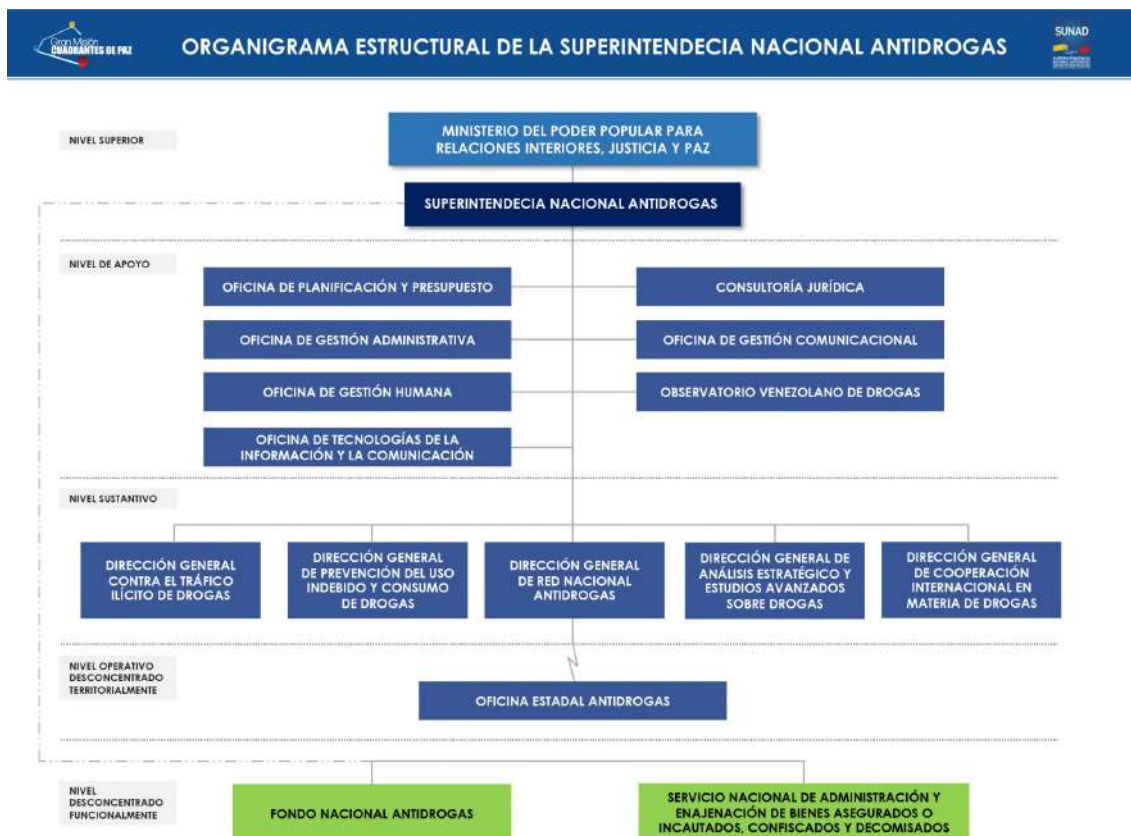 Gran Misión
CUADRANTES DE PAZ
ORGANIGRAMA ESTRUCTURAL DE LA SUPERINTENDECIA NACIONAL ANTIDROGAS
SUNAD
NIVEL SUPERIOR
MINISTERIO DEL PODER POPULAR PARA
RELACIONES INTERIORES, JUSTICIA Y PAZ
SUPERINTENDECIA NACIONAL ANTIDROGAS
NIVEL DE APOYO
OFICINA DE PLANIFICACIÓN Y PRESUPUESTO
CONSULTORÍA JURÍDICA
OFICINA DE GESTIÓN ADMINISTRATIVA
OFICINA DE GESTIÓN COMUNICACIONAL
OFICINA DE GESTIÓN HUMANA
OBSERVATORIO VENEZOLANO DE DROGAS
OFICINA DE TECNOLOGÍAS DE LA
INFORMACIÓN Y LA COMUNICACIÓN
NIVEL SUSTANTIVO
DIRECCIÓN GENERAL
CONTRA EL TRÁFICO
ILÍCITO DE DROGAS
DIRECCIÓN GENERAL
DE PREVENCIÓN DEL USO
INDEBIDO Y CONSUMO
DE DROGAS
DIRECCIÓN GENERAL
DE RED NACIONAL
ANTIDROGAS
DIRECCIÓN GENERAL DE
ANÁLISIS ESTRATÉGICO Y
ESTUDIOS AVANZADOS
SOBRE DROGAS
DIRECCIÓN GENERAL
DE COOPERACIÓN
INTERNACIONAL EN
MATERIA DE DROGAS
NIVEL OPERATIVO
DESCONCENTRADO
TERRITORIALMENTE
OFICINA ESTADAL ANTIDROGAS
NIVEL
DESCONCENTRADO
FUNCIONALMENTE
FONDO NACIONAL ANTIDROGAS
SERVICIO NACIONAL DE ADMINISTRACIÓN Y
ENAJENACIÓN DE BIENES ASEGURADOS O
INCAUTADOS, CONFISCADOS Y DECOMISADOS